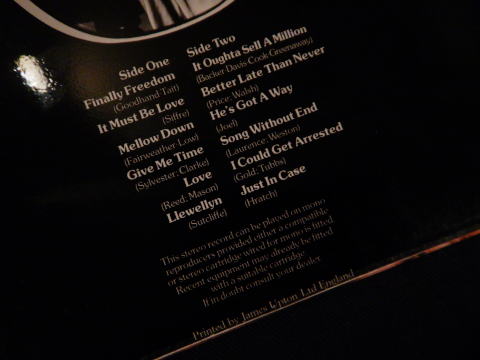 Side One
Finally Freedom
(Goodhand-Tait)
It Must Be Love
(Siffre)
Mellow Down
(Fairweather-Low)
Give Me Time
(Sylvester: Clarke)
Love
(Reed: Mason)
Llewellyn
(Sutcliffe)
Side Two
It Oughta Sell A Million
(Backer·Davis·Cook·Greenaway)
Better Late Than Never
(Price: Walsh)
He's Got A Way
(Joel)
Song Without End
(Laurence: Weston)
I Could Get Arrested
(Gold: Tubbs)
Just In Case
(Hratch)
This stereo record can be played on mono
reproducers provided either a compatible
or stereo cartridge wired for mono is fitted
Recent equipment may already be fitted
with a suitable cartridge
If in doubt consult your dealer
Printed by James Upton Ltd England